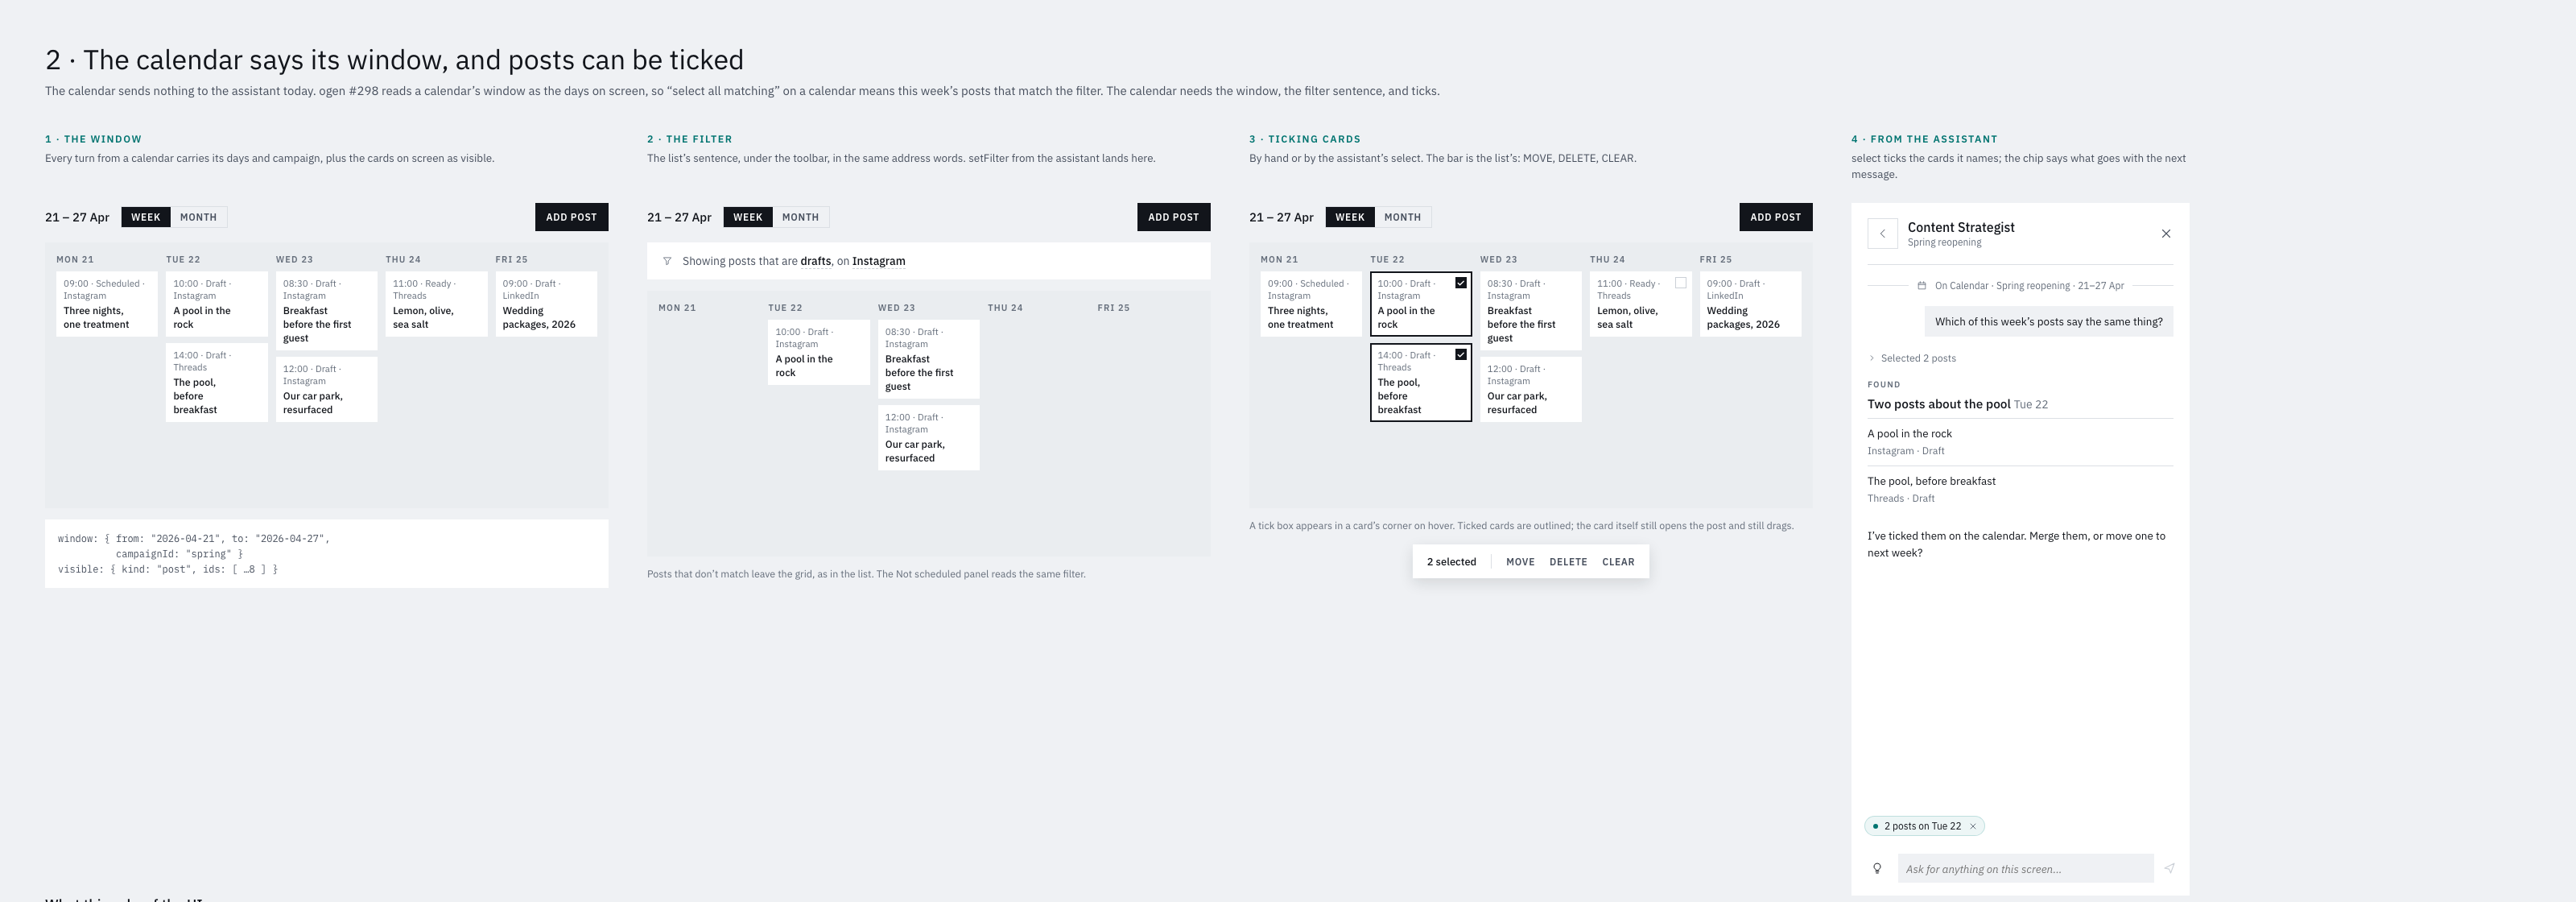 2 · The calendar says its window, and posts can be ticked
The calendar sends nothing to the assistant today. ogen #298 reads a calendar’s window as the days on screen, so “select all matching” on a calendar means this week’s posts that match the filter. The calendar needs the window, the filter sentence, and ticks.
1 · THE WINDOW
Every turn from a calendar carries its days and campaign, plus the cards on screen as visible.
21 – 27 Apr WEEK MONTH ADD POST
MON 21
09:00 · Scheduled ·
Instagram
Three nights,
one treatment
TUE 22
10:00 · Draft ·
Instagram
A pool in the
rock
14:00 · Draft ·
Threads
The pool,
before
breakfast
WED 23
08:30 · Draft ·
Instagram
Breakfast
before the first
guest
12:00 · Draft ·
Instagram
Our car park,
resurfaced
THU 24
11:00 · Ready ·
Threads
Lemon, olive,
sea salt
FRI 25
09:00 · Draft ·
LinkedIn
Wedding
packages, 2026
window: { from: "2026-04-21", to: "2026-04-27",
campaignId: "spring" }
visible: { kind: "post", ids: [ …8 ] }
2 · THE FILTER
The list’s sentence, under the toolbar, in the same address words. setFilter from the assistant lands here.
21 – 27 Apr WEEK MONTH ADD POST
Showing posts that are drafts, on Instagram
MON 21
TUE 22
10:00 · Draft ·
Instagram
A pool in the
rock
WED 23
08:30 · Draft ·
Instagram
Breakfast
before the first
guest
12:00 · Draft ·
Instagram
Our car park,
resurfaced
THU 24
FRI 25
Posts that don’t match leave the grid, as in the list. The Not scheduled panel reads the same filter.
3 · TICKING CARDS
By hand or by the assistant’s select. The bar is the list’s: MOVE, DELETE, CLEAR.
21 – 27 Apr WEEK MONTH ADD POST
MON 21
09:00 · Scheduled ·
Instagram
Three nights,
one treatment
TUE 22
10:00 · Draft ·
Instagram
A pool in the
rock
14:00 · Draft ·
Threads
The pool,
before
breakfast
WED 23
08:30 · Draft ·
Instagram
Breakfast
before the first
guest
12:00 · Draft ·
Instagram
Our car park,
resurfaced
THU 24
11:00 · Ready ·
Threads
Lemon, olive,
sea salt
FRI 25
09:00 · Draft ·
LinkedIn
Wedding
packages, 2026
A tick box appears in a card’s corner on hover. Ticked cards are outlined; the card itself still opens the post and still drags.
2 selected MOVE DELETE CLEAR
4 · FROM THE ASSISTANT
select ticks the cards it names; the chip says what goes with the next
message.
Content Strategist
Spring reopening
On Calendar · Spring reopening · 21–27 Apr
Which of this week’s posts say the same thing?
Selected 2 posts
FOUND
Two posts about the pool Tue 22
A pool in the rock
Instagram · Draft
The pool, before breakfast
Threads · Draft
I’ve ticked them on the calendar. Merge them, or move one to
next week?
2 posts on Tue 22
Ask for anything on this screen...